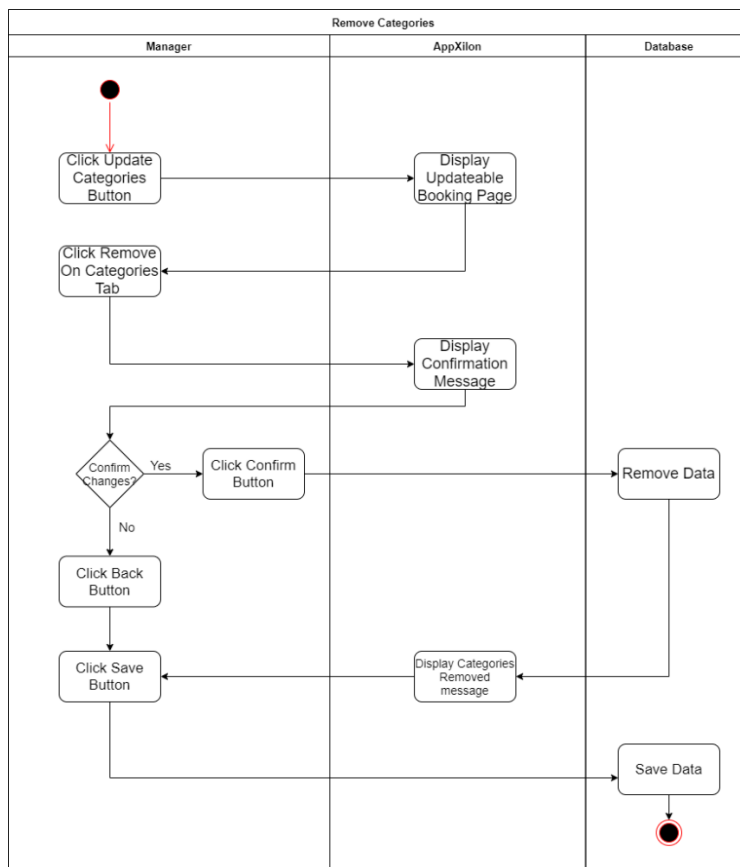 Remove Categories
Manager
AppXilon
Database
Click Update
Categories
Button
Display
Updateable
Booking Page
Click Remove
On Categories
Tab
Display
Confirmation
Message
Confirm
Changes?
Yes
Click Confirm
Button
Remove Data
No
Click Back
Button
Click Save
Button
Display Categories
Removed
message
Save Data